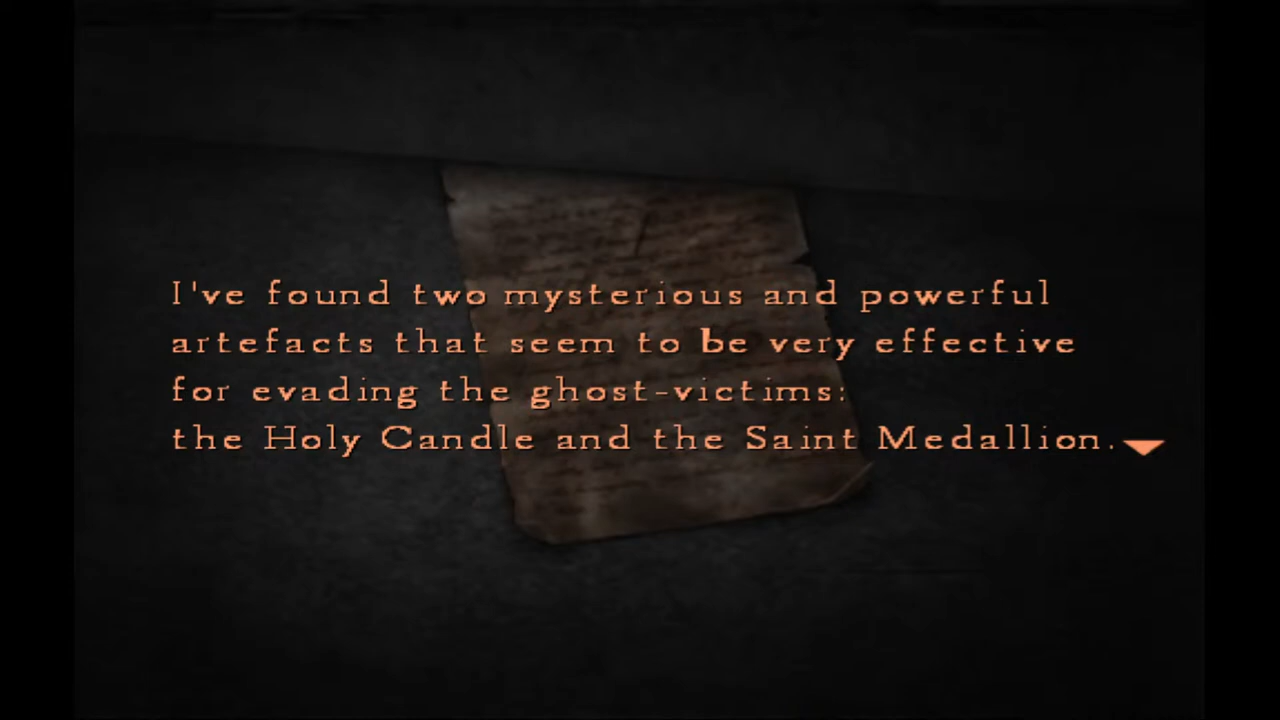 I've found two mysterious and powerful
artefacts that seem to be very effective
for evading the ghost-victims:
the Holy Candle and the Saint Medallion.